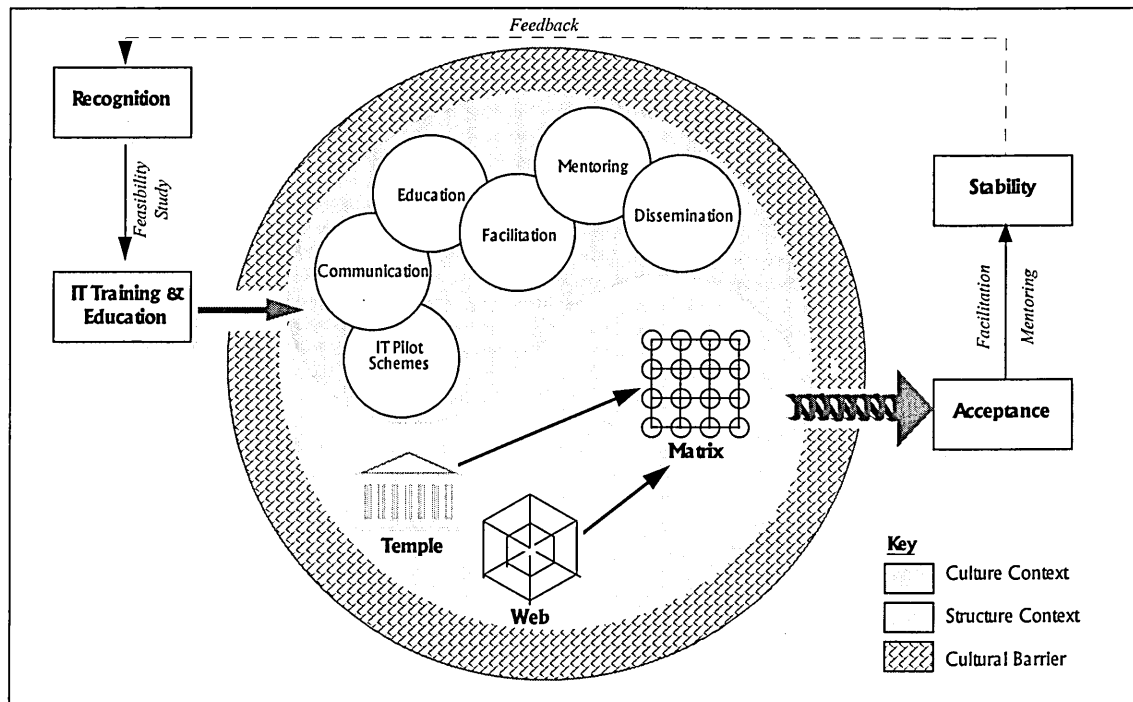 Feedback
Recognition
Feasibility
Study
IT Training &
Education
Mentoring
Education
Dissemination
Facilitation
Communication
IT Pilot
Schemes
Matrix
Temple
Web
Stability
Facilitation
Mentoring
Acceptance
Key
Culture Context
Structure Context
Cultural Barrier